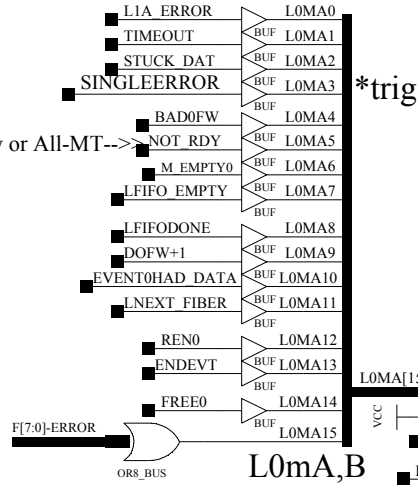 L1A_ERROR L0MA0
BUF
TIMEOUT L0MA1
STUCK_DAT BUF L0MA2
SINGLEERROR BUF L0MA3
*trig
BUF
BAD0FW L0MA4
y or All-MT-->> NOT_RDY BUF L0MA5
M_EMPTY0 L0MA6
LFIFO_EMPTY BUF L0MA7
BUF
LFIFODONE L0MA8
DOFW+1 L0MA9
EVENT0HAD_DATA BUF L0MA10
LNEXT_FIBER BUF L0MA11
BUF
REN0 L0MA12
ENDEVT BUF L0MA13
BUF
L0MA[15
FREE0 L0MA14
VCC
F[7:0]-ERROR BUF L0MA15
OR8_BUS
L0mA,B